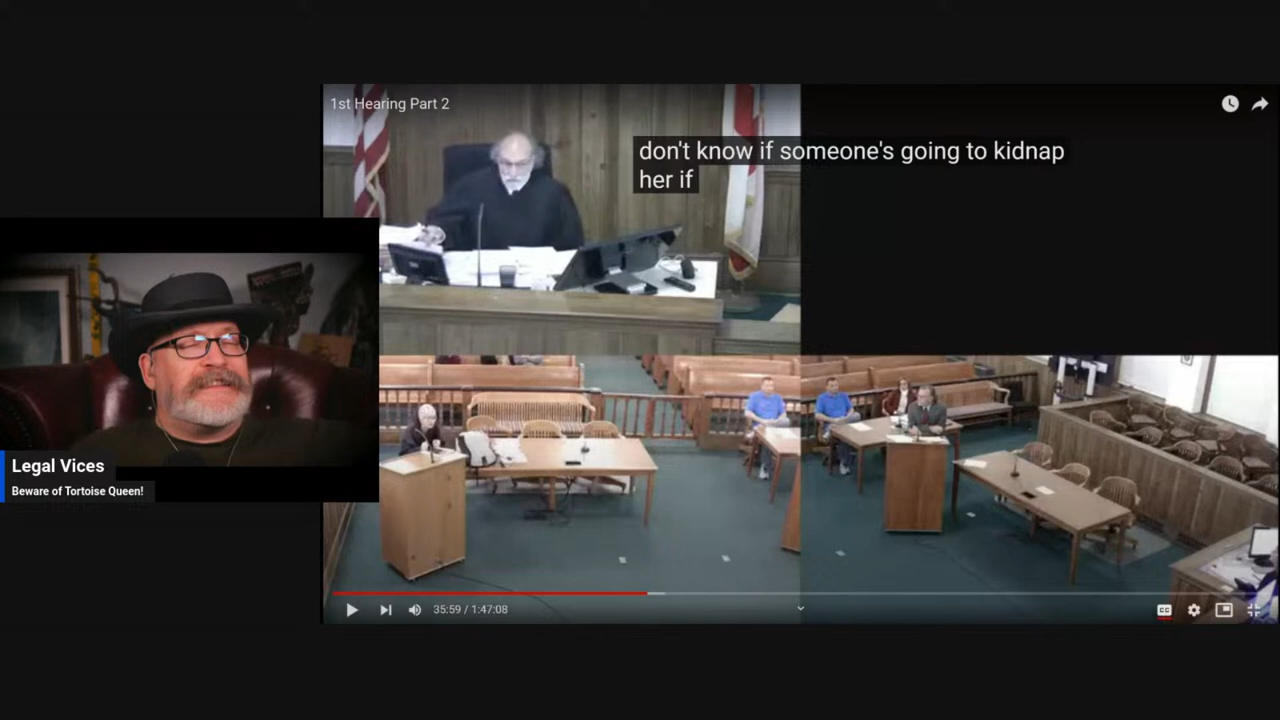 1st Hearing Part 2
don't know if someone's going to kidnap
her if
Legal Vices
Beware of Tortoise Queen!
35:59 / 1:47:08
CC